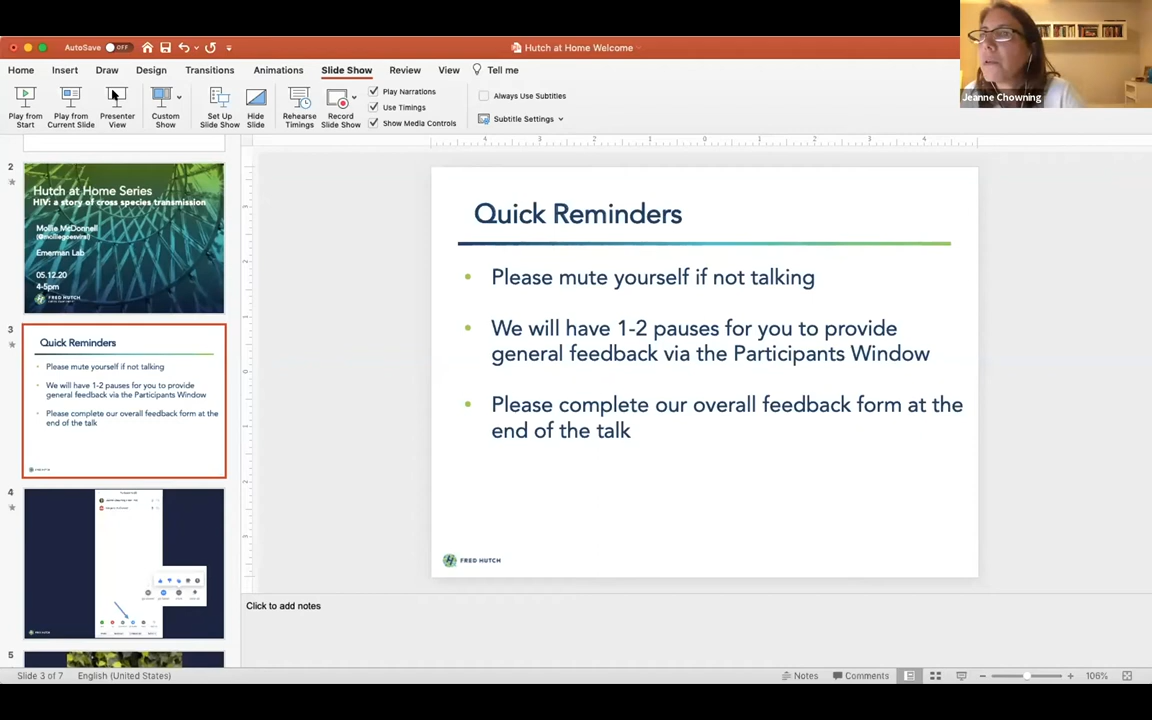 AutoSave OFF
Hutch at Home Welcome
Home Insert Draw Design Transitions Animations Slide Show Review View Tell me
Play from Start
Play from Current Slide
Presenter View
Custom Show
Set Up Slide Show
Hide Slide
Rehearse Timings
Record Slide Show
Play Narrations
Use Timings
Show Media Controls
Always Use Subtitles
Subtitle Settings
Jeanne Chowning
2
Hutch at Home Series
HIV: a story of cross species transmission
Mollie McDonnell
(@molliegoesviral)
Emerman Lab
05.12.20
4-5pm
FRED HUTCH
3
Quick Reminders
Please mute yourself if not talking
We will have 1-2 pauses for you to provide
general feedback via the Participants Window
Please complete our overall feedback form at the
end of the talk
4
5
Quick Reminders
Please mute yourself if not talking
We will have 1-2 pauses for you to provide
general feedback via the Participants Window
Please complete our overall feedback form at the
end of the talk
FRED HUTCH
Click to add notes
Slide 3 of 7 English (United States)
Notes Comments 106%